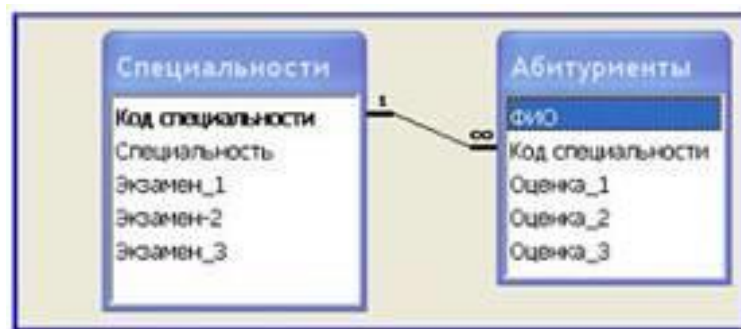 Специальности
Код специальности
Специальность
Экзамен_1
Экзамен-2
Экзамен_3
1
∞
Абитуриенты
ФИО
Код специальности
Оценка_1
Оценка_2
Оценка_3